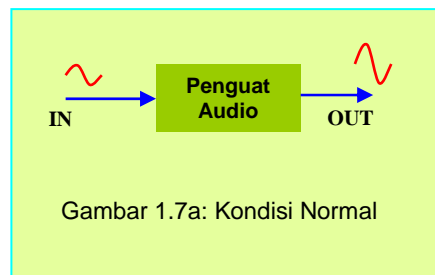 Penguat
Audio
IN
OUT
Gambar 1.7a: Kondisi Normal